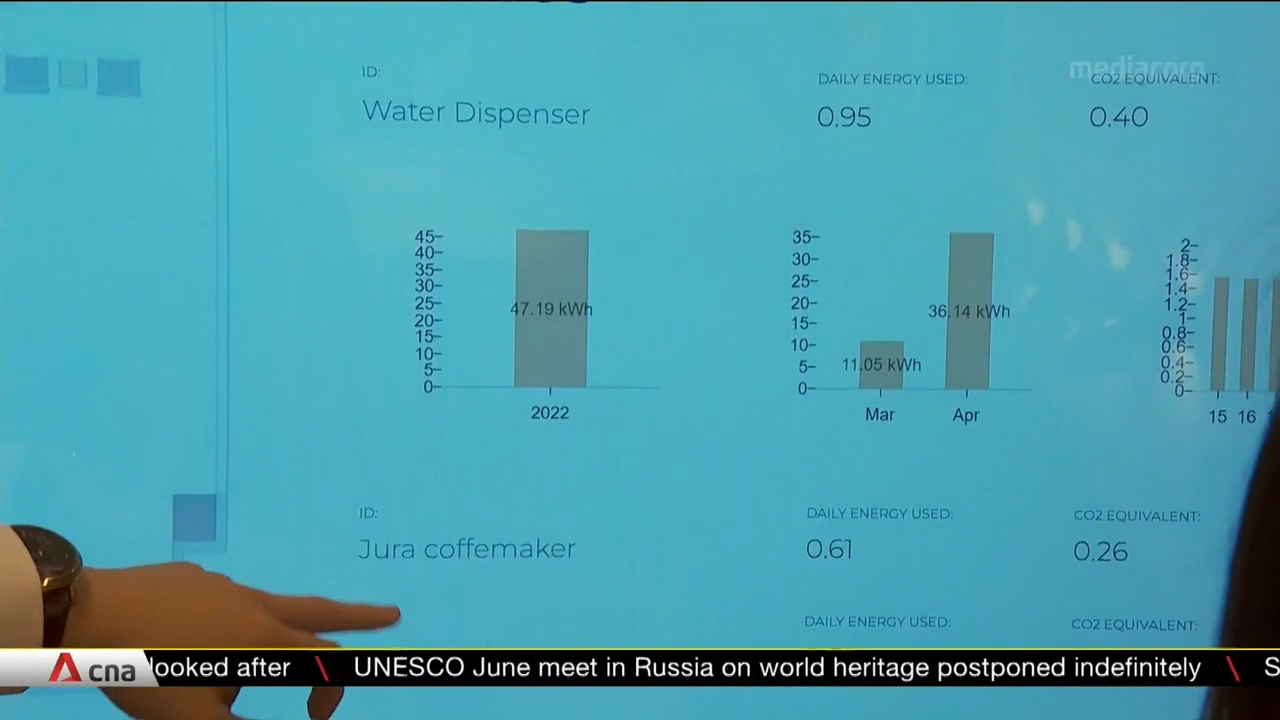 mediacorn
ID:
Water Dispenser
DAILY ENERGY USED:
0.95
CO2 EQUIVALENT:
0.40
45
40
35
30
25
20
15
10
5
0
47.19 kWh
2022
35
30
25
20
15
10
5
0
11.05 kWh
36.14 kWh
Mar
Apr
2
1.8
1.6
1.4
1.2
1
0.8
0.6
0.4
0.2
0
15 16
ID:
Jura coffemaker
DAILY ENERGY USED:
0.61
CO2 EQUIVALENT:
0.26
DAILY ENERGY USED:
CO2 EQUIVALENT:
cna
looked after \ UNESCO June meet in Russia on world heritage postponed indefinitely \ S